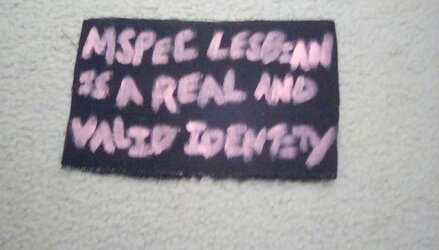 MSPEC LESBIAN
IS A REAL AND
VALID IDENTITY